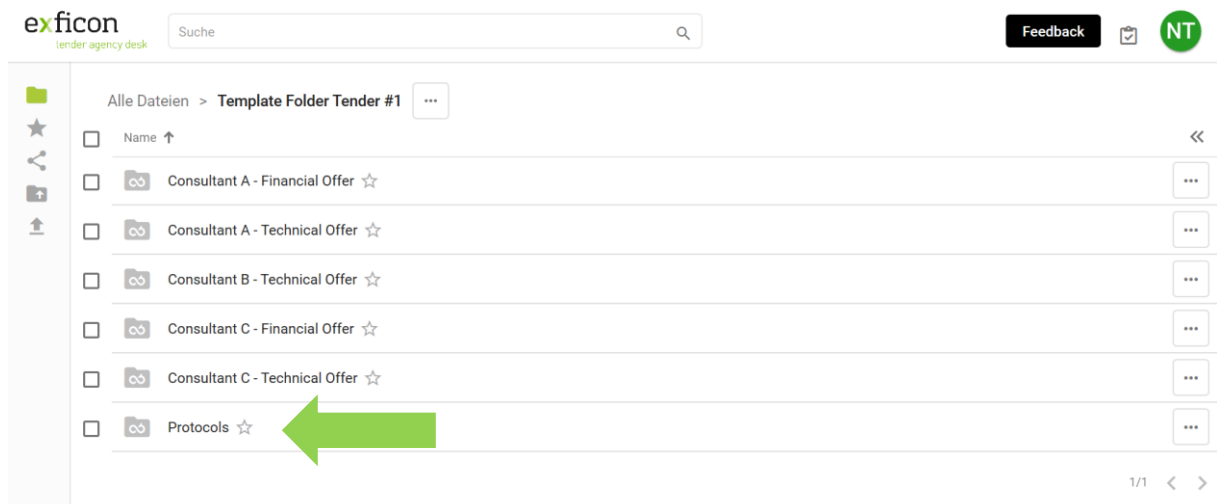 exficon
tender agency desk
Suche
Feedback
NT
Alle Dateien > Template Folder Tender #1 ...
Name ↑
Consultant A - Financial Offer
Consultant A - Technical Offer
Consultant B - Technical Offer
Consultant C - Financial Offer
Consultant C - Technical Offer
Protocols
1/1